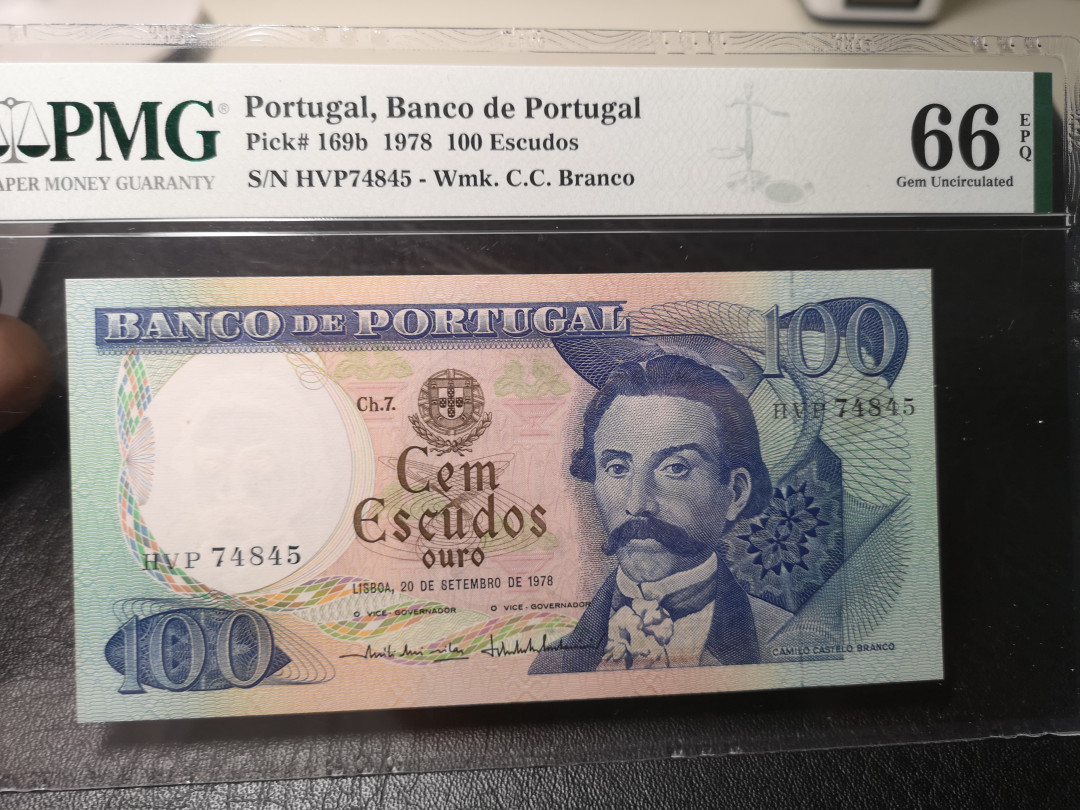 PMG®
PAPER MONEY GUARANTY
Portugal, Banco de Portugal
Pick# 169b 1978 100 Escudos
S/N HVP74845 - Wmk. C.C. Branco
66
EPQ
Gem Uncirculated
BANCO DE PORTUGAL
100
Ch.7.
HVP 74845
Cem
Escudos
ouro
HVP 74845
LISBOA, 20 DE SETEMBRO DE 1978
O VICE-GOVERNADOR O VICE-GOVERNADOR
100
CAMILO CASTELO BRANCO